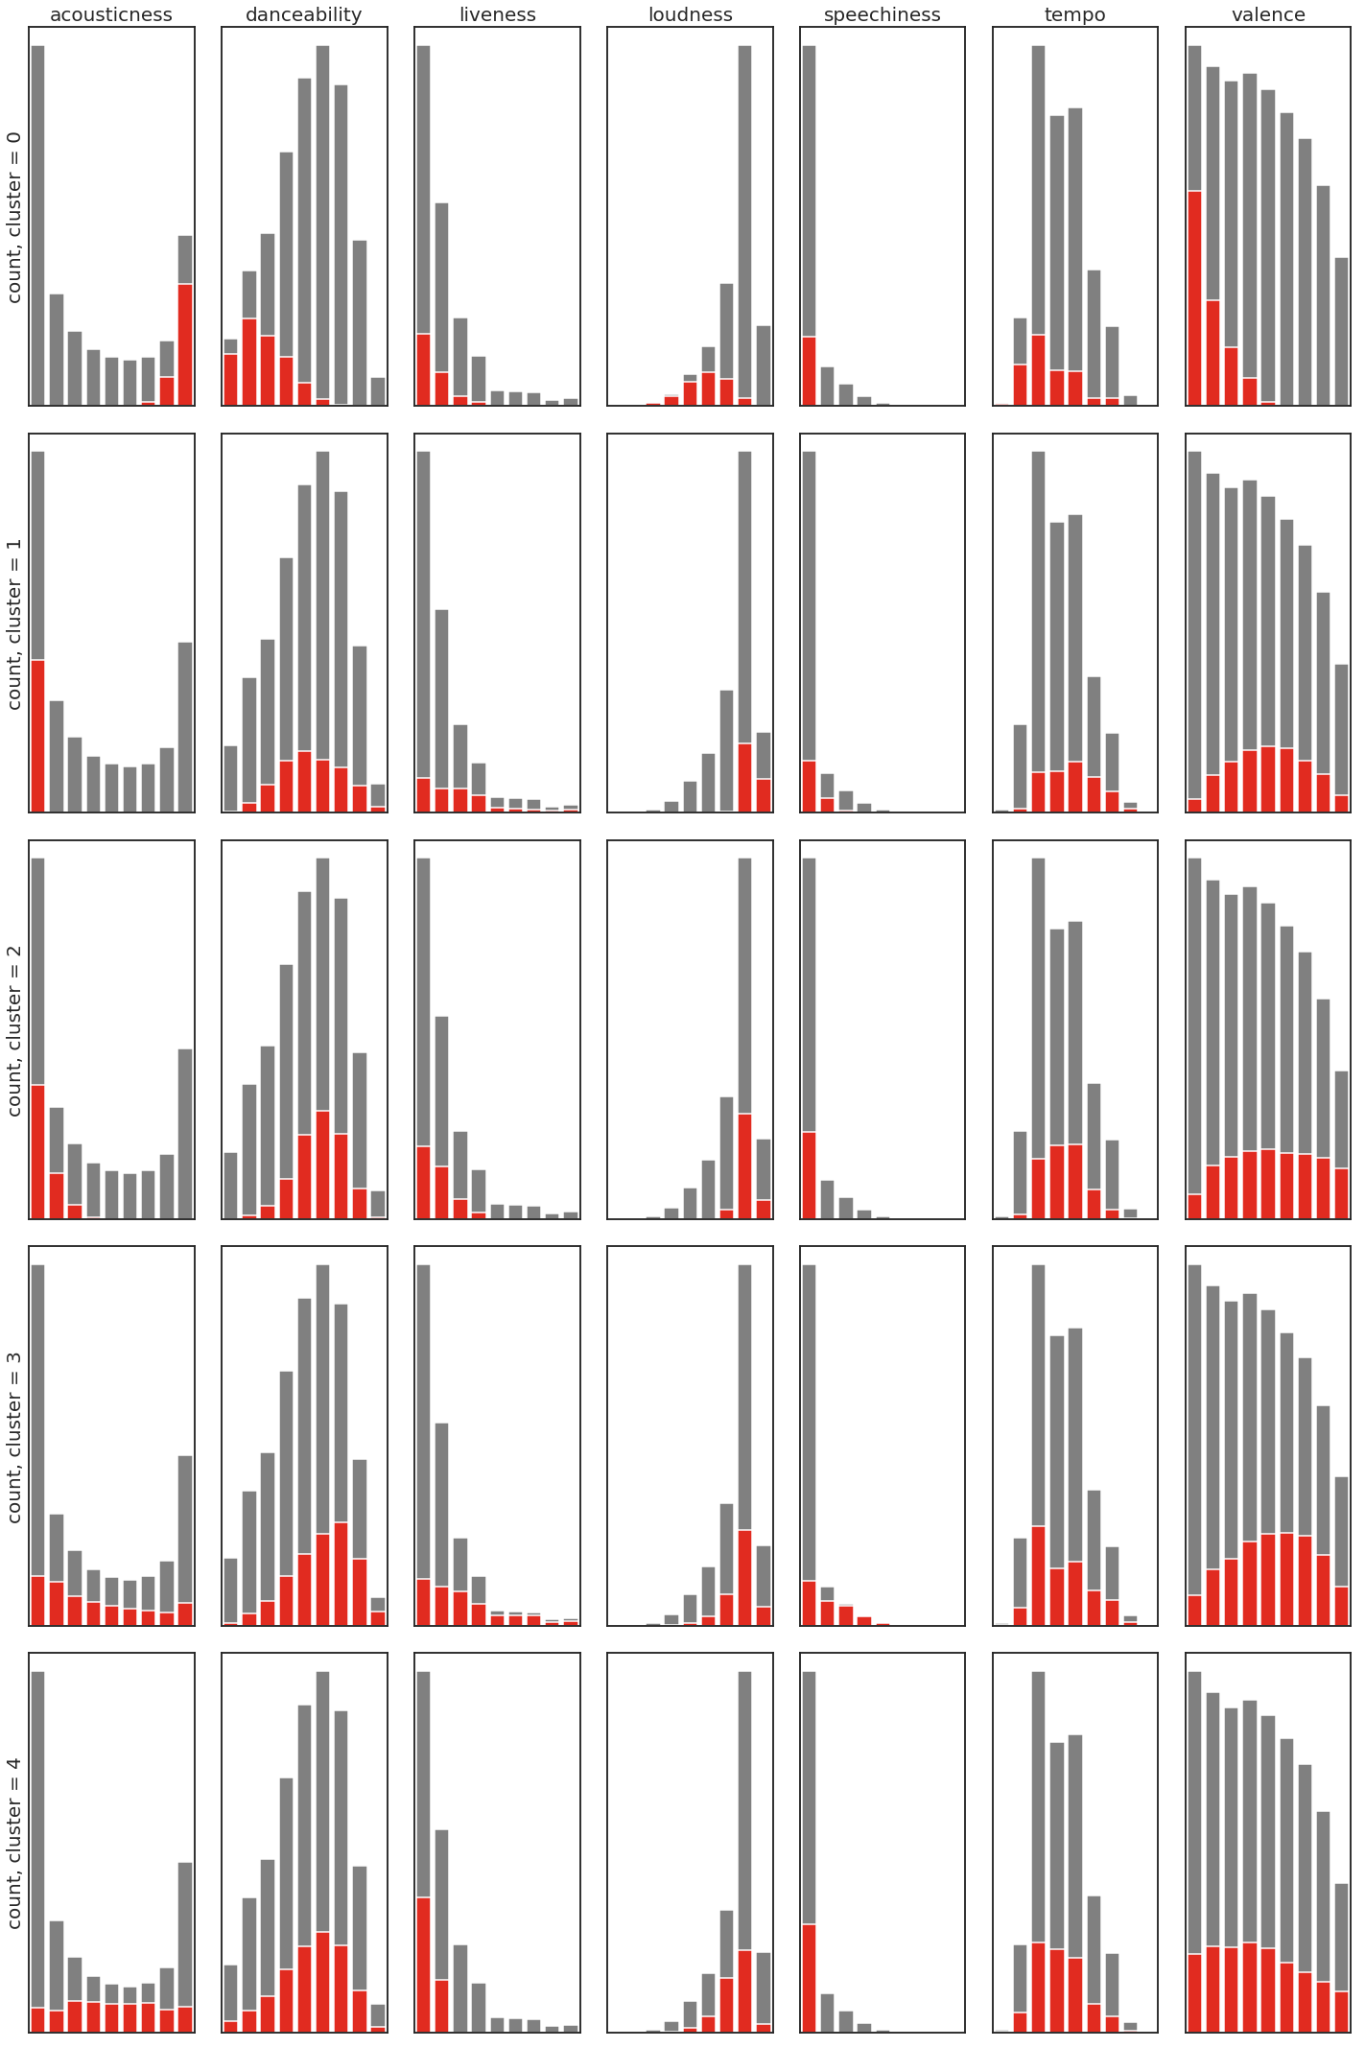 acousticness danceability liveness loudness speechiness tempo valence
count, cluster = 0
count, cluster = 1
count, cluster = 2
count, cluster = 3
count, cluster = 4